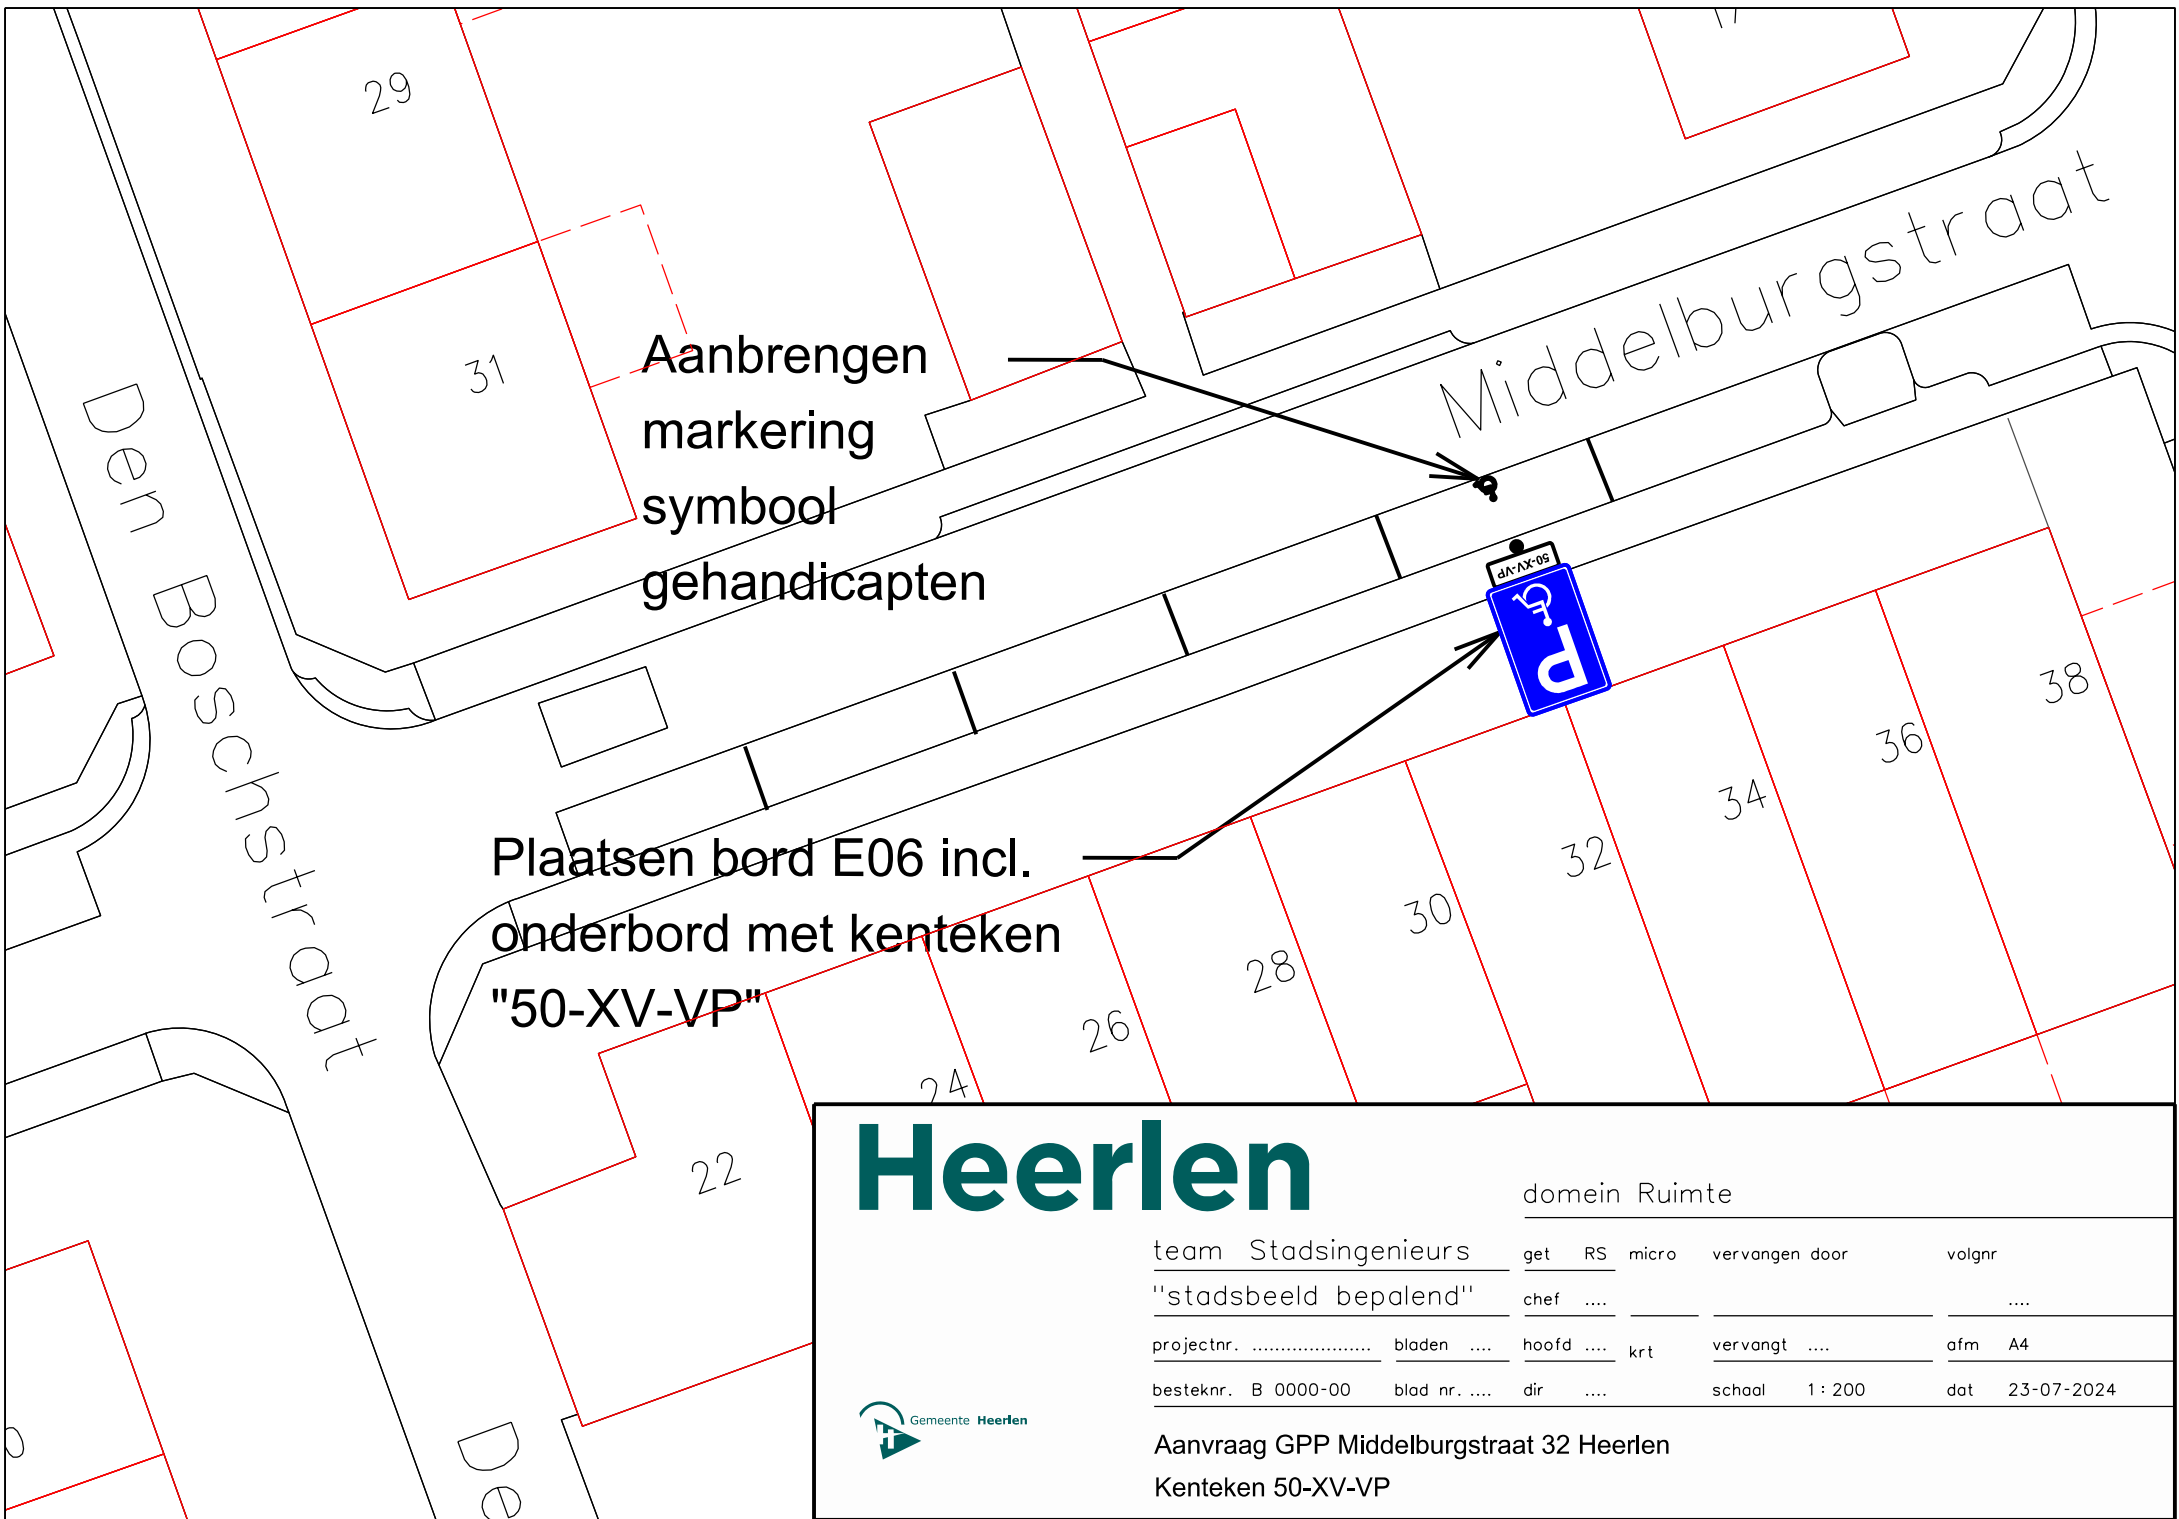 29
31
Den Boschstraat
Middelburgstraat
Aanbrengen
markering
symbool
gehandicapten
50-XV-VP
P
Plaatsen bord E06 incl.
onderbord met kenteken
"50-XV-VP"
22
24
26
28
30
32
34
36
38
De
Heerlen
domein Ruimte
team Stadsingenieurs
"stadsbeeld bepalend"
get RS micro vervangen door volgnr
chef .... ....
projectnr. ..................... bladen .... hoofd .... krt vervangt .... afm A4
besteknr. B 0000-00 blad nr. .... dir .... schaal 1 : 200 dat 23-07-2024
Gemeente Heerlen
Aanvraag GPP Middelburgstraat 32 Heerlen
Kenteken 50-XV-VP